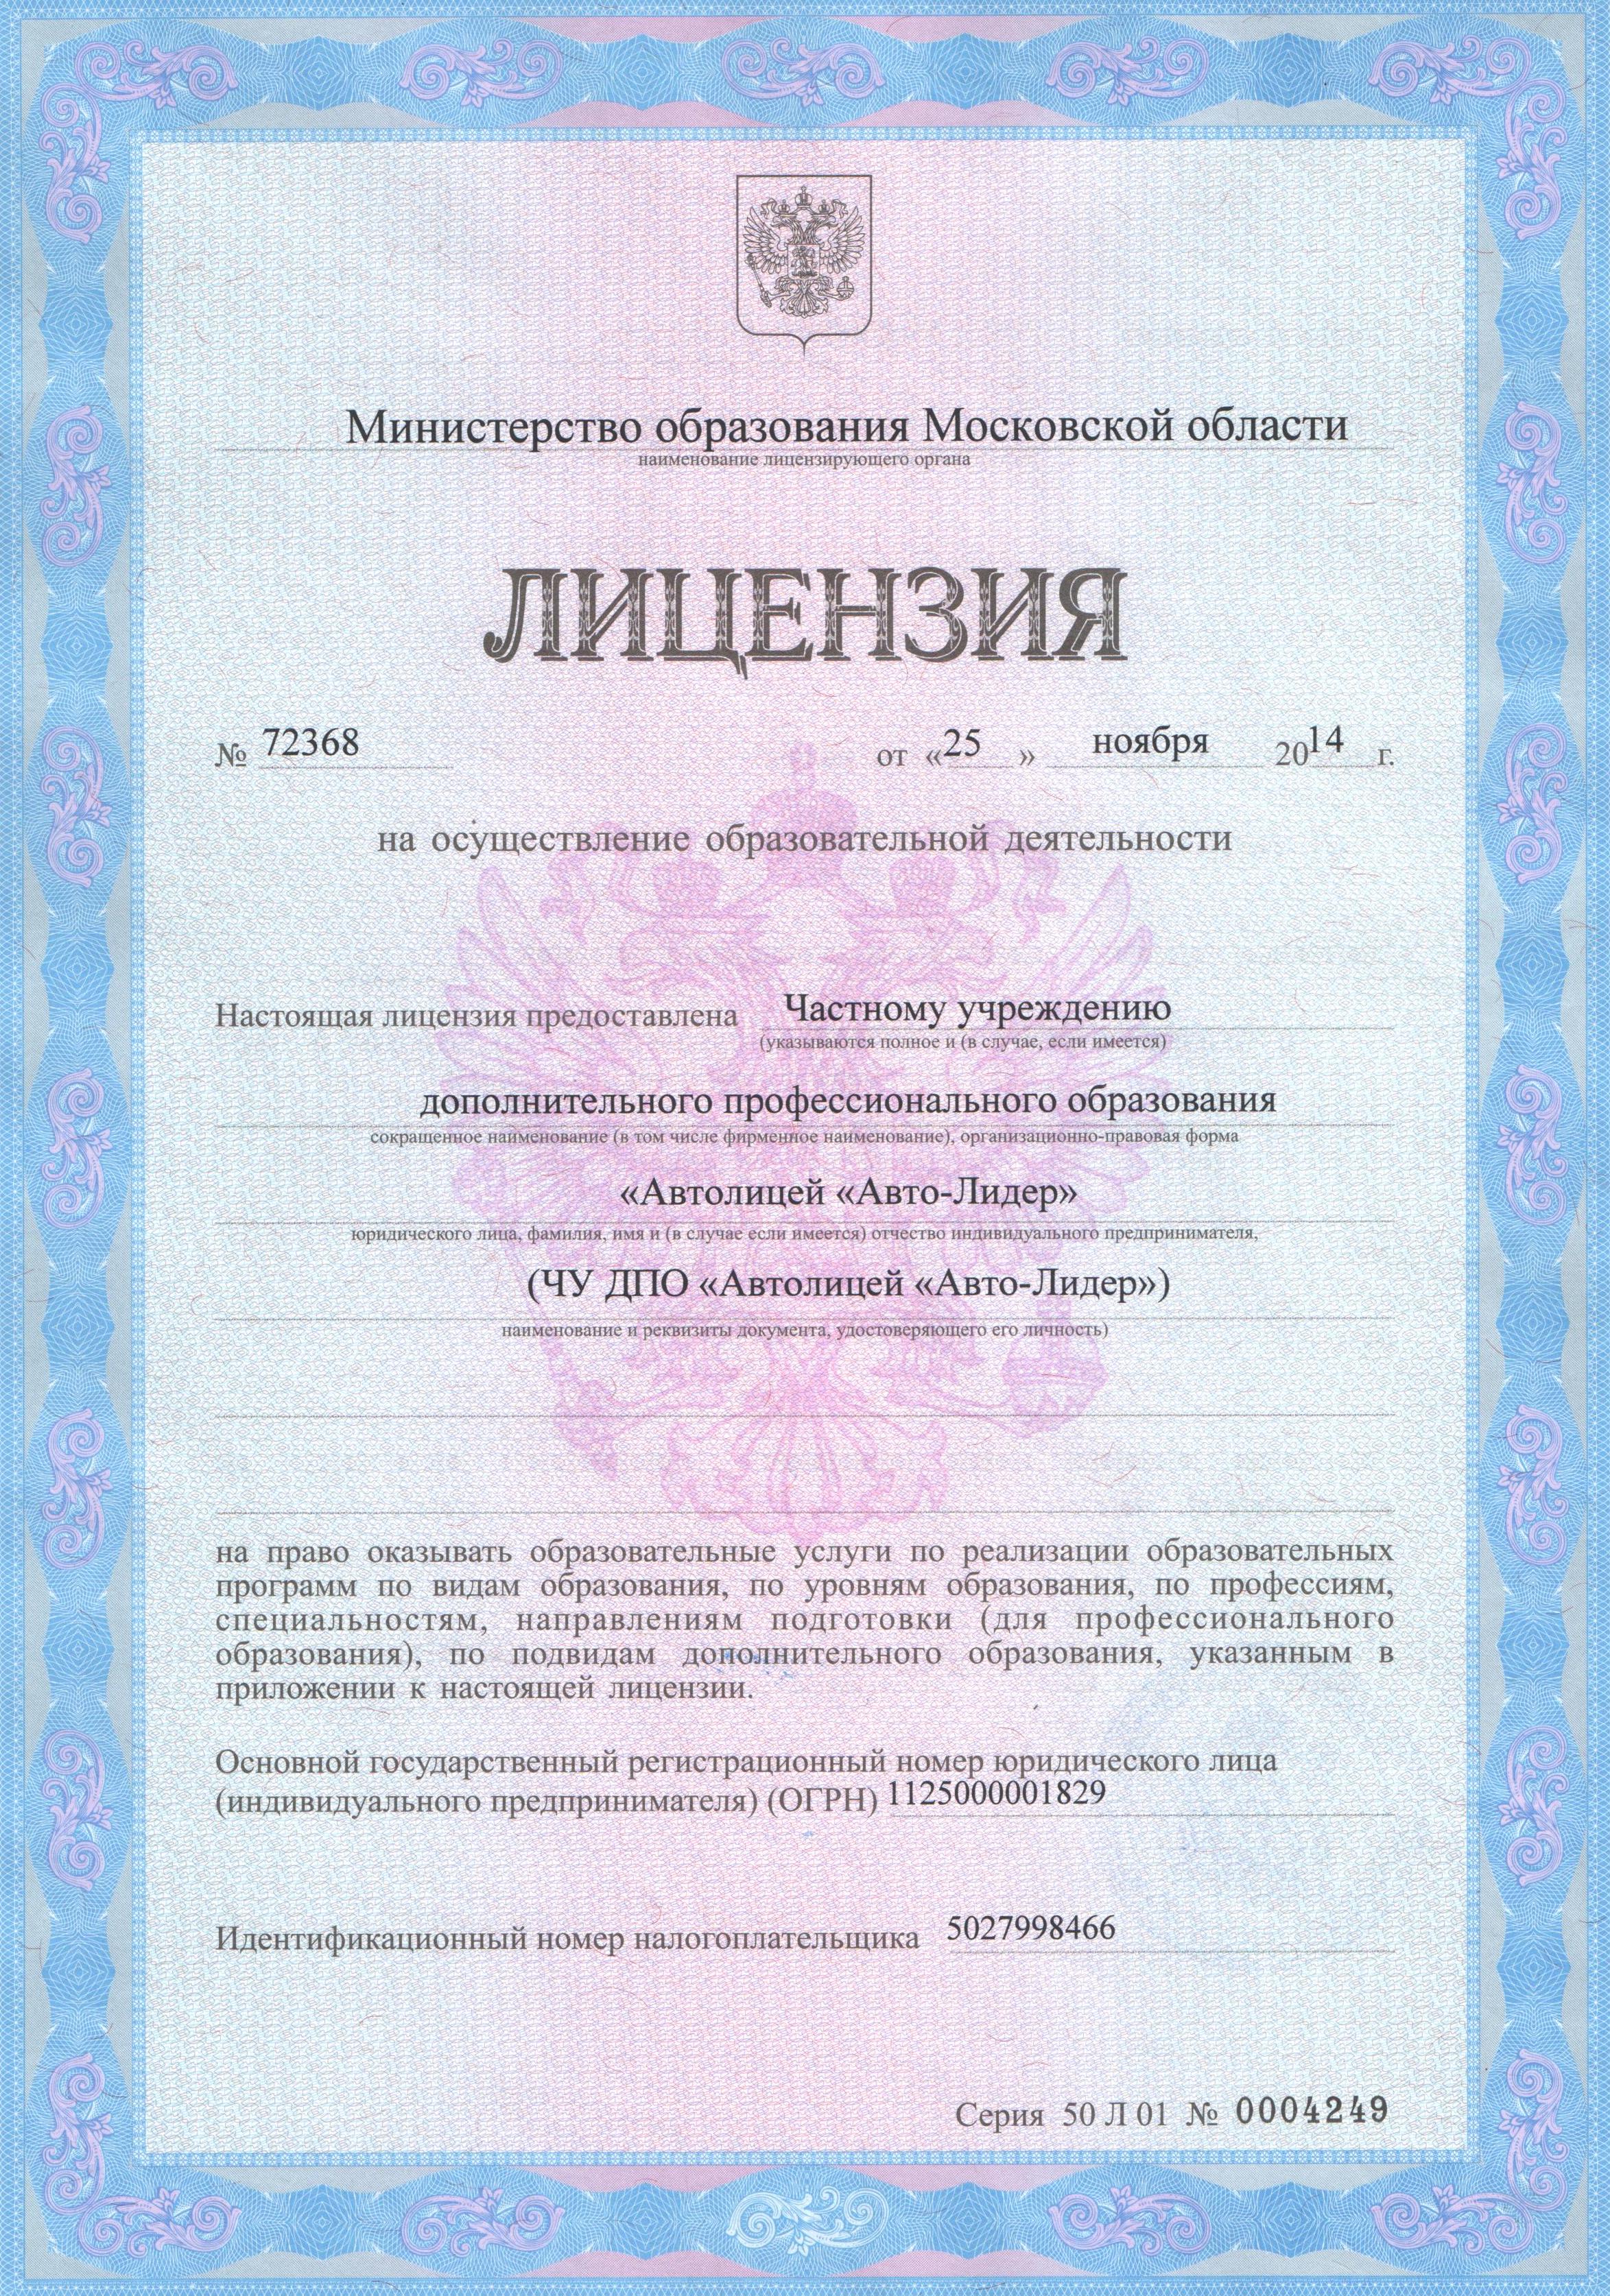 Министерство образования Московской области
наименование лицензирующего органа
ЛИЦЕНЗИЯ
№ 72368 от «25 » ноября 2014 г.
на осуществление образовательной деятельности
Настоящая лицензия предоставлена Частному учреждению
(указываются полное и (в случае, если имеется)
дополнительного профессионального образования
сокращенное наименование (в том числе фирменное наименование), организационно-правовая форма
«Автолицей «Авто-Лидер»
юридического лица, фамилия, имя и (в случае если имеется) отчество индивидуального предпринимателя,
(ЧУ ДПО «Автолицей «Авто-Лидер»)
наименование и реквизиты документа, удостоверяющего его личность)
на право оказывать образовательные услуги по реализации образовательных
программ по видам образования, по уровням образования, по профессиям,
специальностям, направлениям подготовки (для профессионального
образования), по подвидам дополнительного образования, указанным в
приложении к настоящей лицензии.
Основной государственный регистрационный номер юридического лица
(индивидуального предпринимателя) (ОГРН) 1125000001829
Идентификационный номер налогоплательщика 5027998466
Серия 50 Л 01 № 0004249